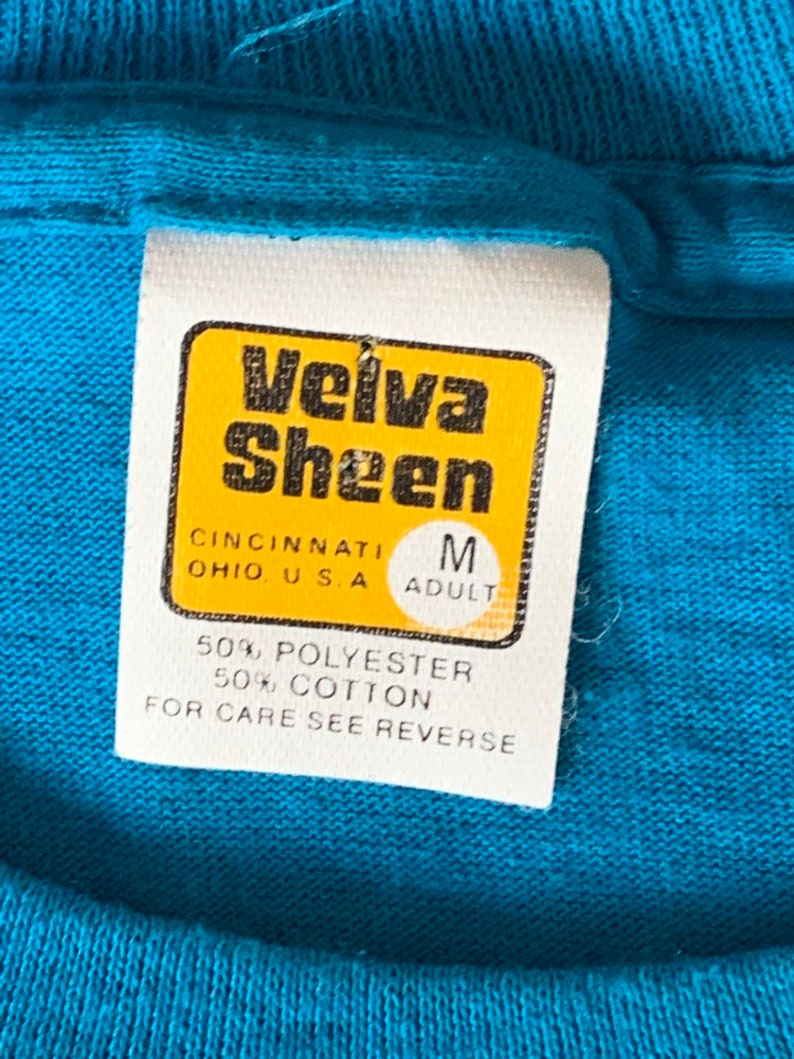 Velva
Sheen
CINCINNATI
OHIO, U.S.A
M
ADULT
50% POLYESTER
50% COTTON
FOR CARE SEE REVERSE